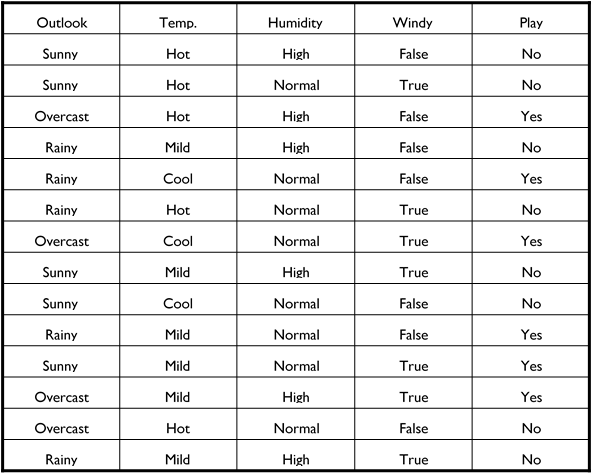 Outlook Temp. Humidity Windy Play
Sunny Hot High False No
Sunny Hot Normal True No
Overcast Hot High False Yes
Rainy Mild High False No
Rainy Cool Normal False Yes
Rainy Hot Normal True No
Overcast Cool Normal True Yes
Sunny Mild High True No
Sunny Cool Normal False No
Rainy Mild Normal False Yes
Sunny Mild Normal True Yes
Overcast Mild High True Yes
Overcast Hot Normal False No
Rainy Mild High True No